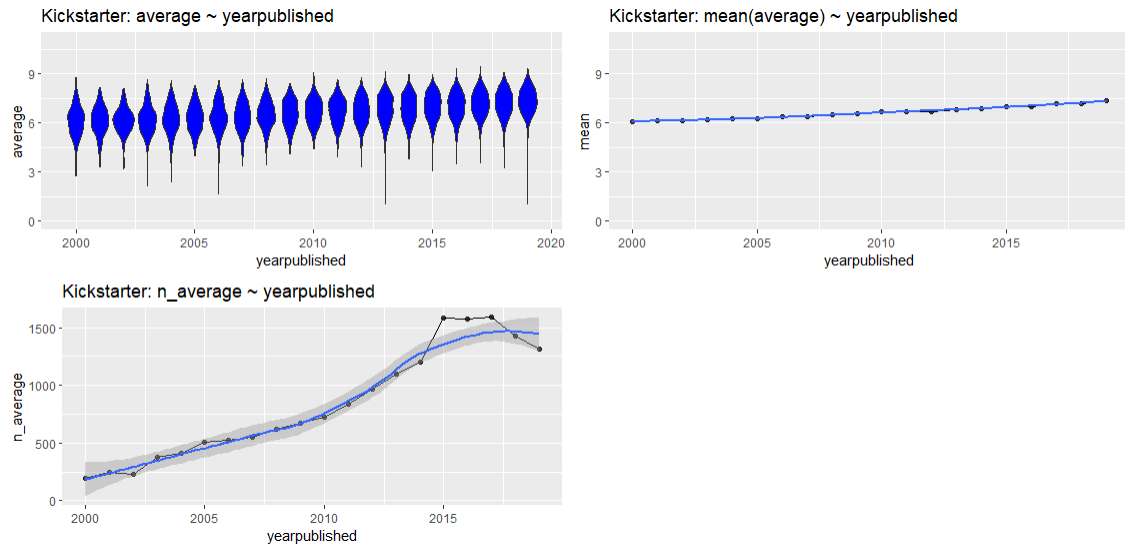 Kickstarter: average ~ yearpublished
9
6
3
0
average
2000
2005
2010
2015
2020
yearpublished
Kickstarter: mean(average) ~ yearpublished
9
6
3
0
mean
2000
2005
2010
2015
yearpublished
Kickstarter: n_average ~ yearpublished
1500
1000
500
0
n_average
2000
2005
2010
2015
yearpublished